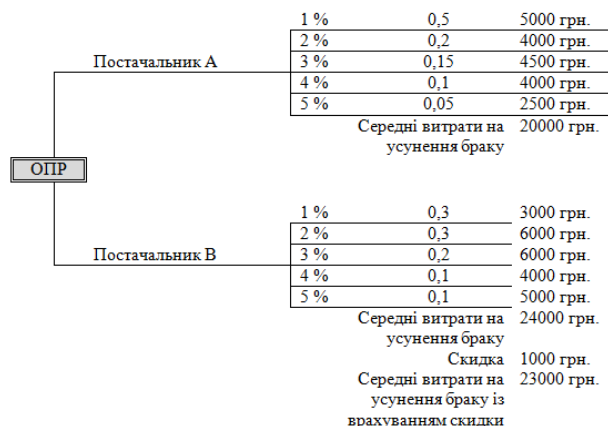 1 % 0,5 5000 грн.
2 % 0,2 4000 грн.
Постачальник А 3 % 0,15 4500 грн.
4 % 0,1 4000 грн.
5 % 0,05 2500 грн.
Середні витрати на 20000 грн.
усунення браку
ОПР
1 % 0,3 3000 грн.
2 % 0,3 6000 грн.
Постачальник В 3 % 0,2 6000 грн.
4 % 0,1 4000 грн.
5 % 0,1 5000 грн.
Середні витрати на 24000 грн.
усунення браку
Скидка 1000 грн.
Середні витрати на 23000 грн.
усунення браку із
врахуванням скидки